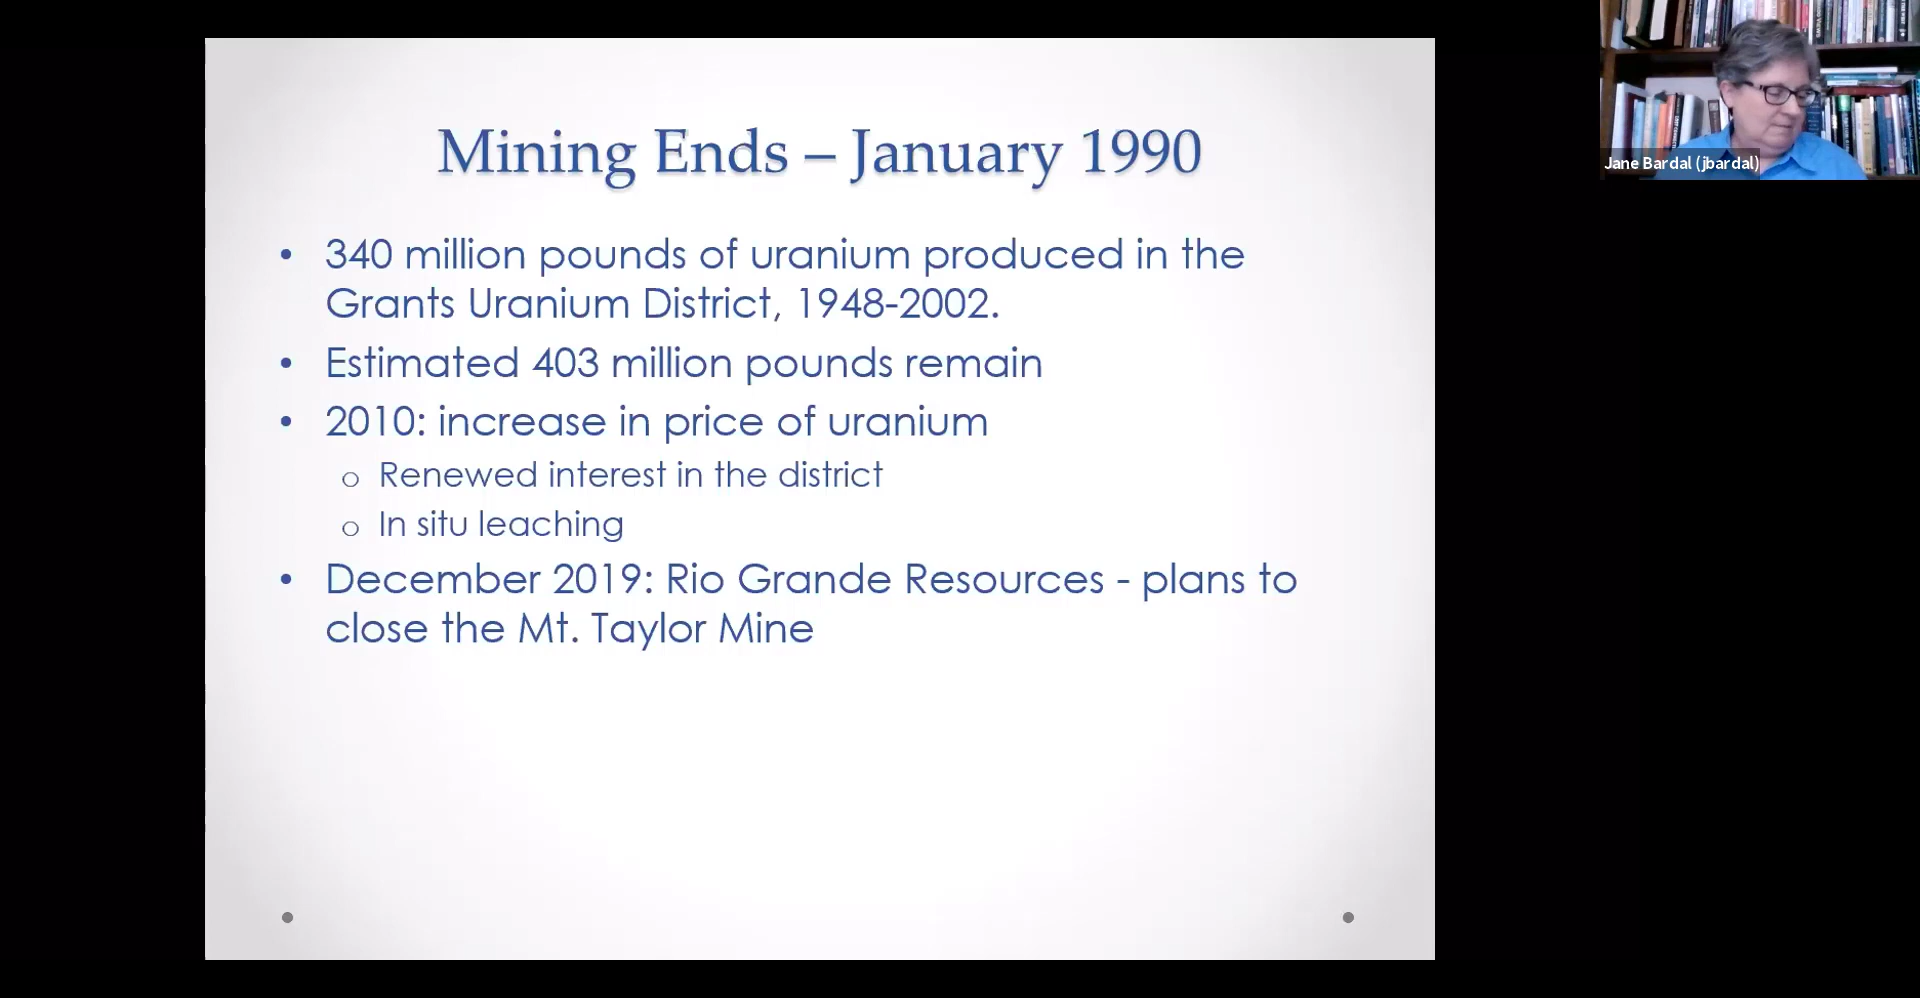 Mining Ends – January 1990
• 340 million pounds of uranium produced in the
Grants Uranium District, 1948-2002.
• Estimated 403 million pounds remain
• 2010: increase in price of uranium
o Renewed interest in the district
o In situ leaching
• December 2019: Rio Grande Resources - plans to
close the Mt. Taylor Mine
Jane Bardal (jbardal)